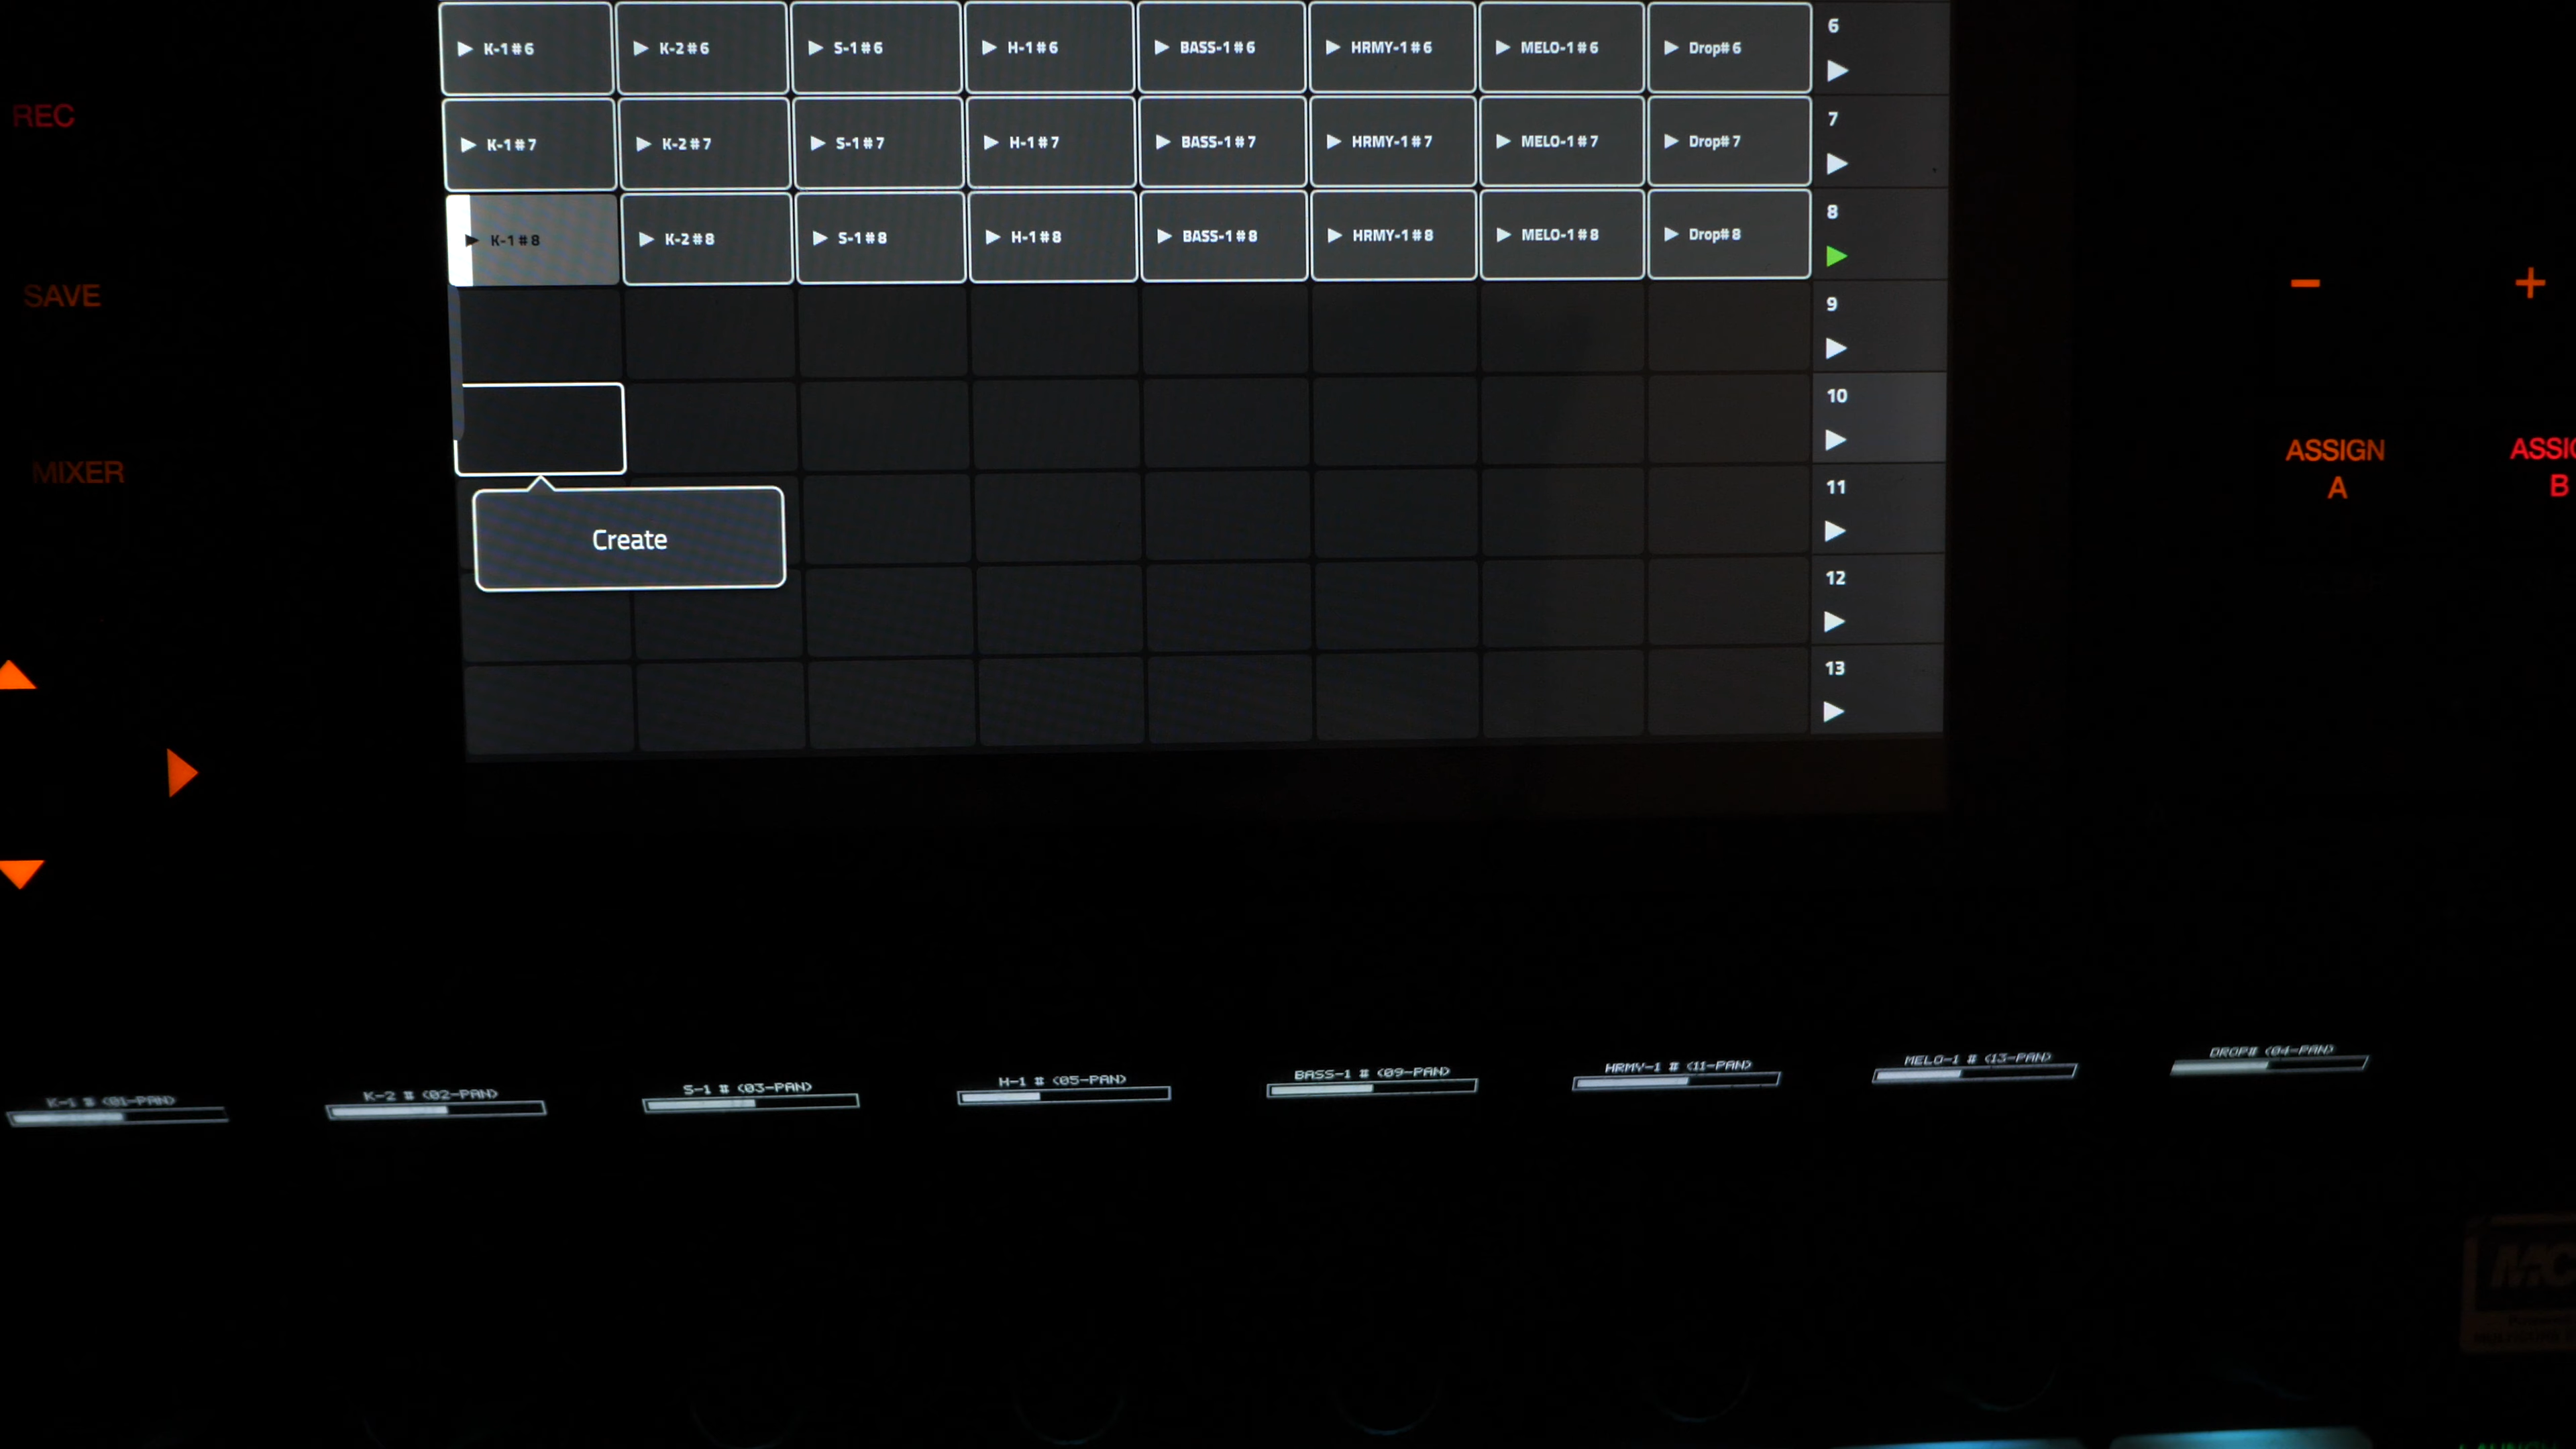 K-1#6 K-2#6 S-1#6 H-1#6 BASS-1#6 HRMY-1#6 MELO-1#6 Drop#6 6
REC
K-1#7 K-2#7 S-1#7 H-1#7 BASS-1#7 HRMY-1#7 MELO-1#7 Drop#7 7
K-1#8 K-2#8 S-1#8 H-1#8 BASS-1#8 HRMY-1#8 MELO-1#8 Drop#8 8
SAVE
- +
9
10
MIXER
ASSIGN
A
B
11
Create
12
13
K-1 # (01-PAN) K-2 # (02-PAN) S-1 # (03-PAN) H-1 # (05-PAN) BASS-1 # (09-PAN) HRMY-1 # (11-PAN) MELO-1 # (13-PAN) DROP# (04-PAN)